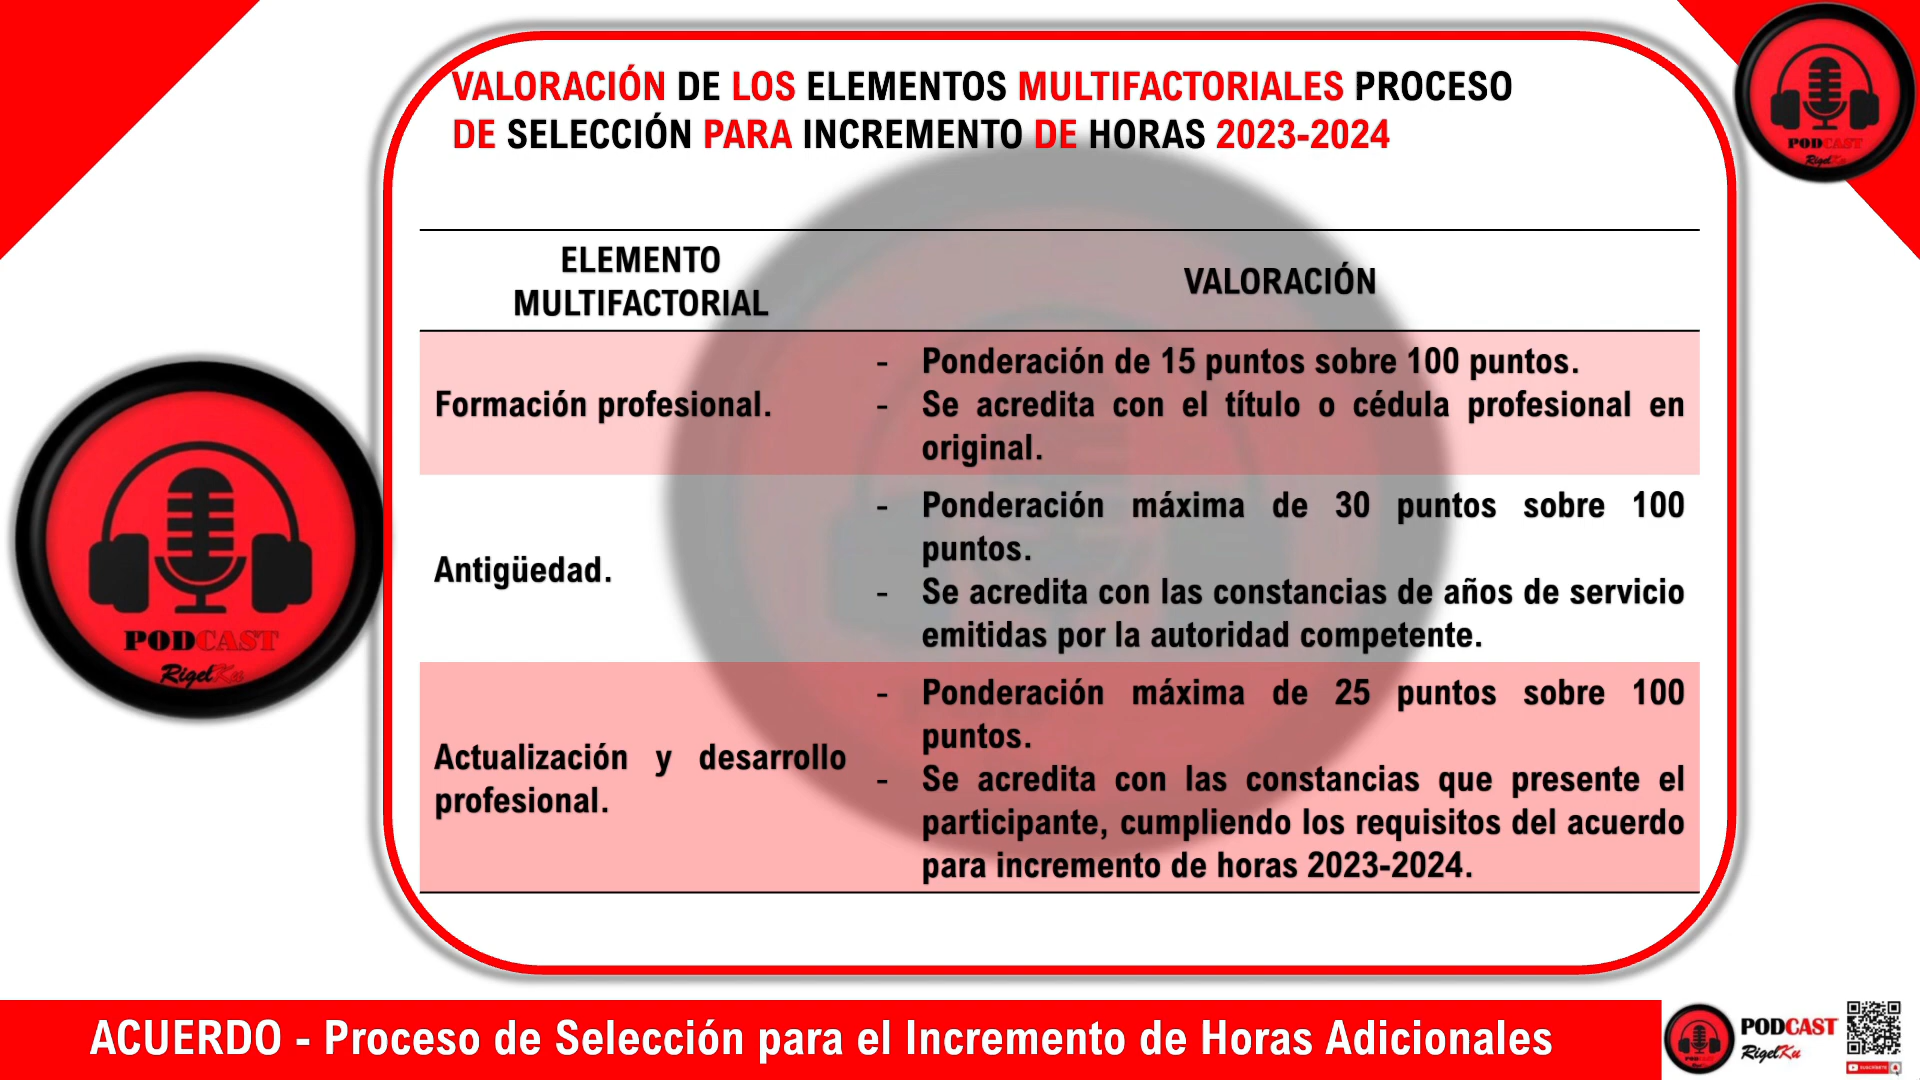 VALORACIÓN DE LOS ELEMENTOS MULTIFACTORIALES PROCESO
DE SELECCIÓN PARA INCREMENTO DE HORAS 2023-2024
ELEMENTO
MULTIFACTORIAL
VALORACIÓN
Formación profesional.
- Ponderación de 15 puntos sobre 100 puntos.
- Se acredita con el título o cédula profesional en
original.
Antigüedad.
- Ponderación máxima de 30 puntos sobre 100
puntos.
- Se acredita con las constancias de años de servicio
emitidas por la autoridad competente.
Actualización y desarrollo
profesional.
- Ponderación máxima de 25 puntos sobre 100
puntos.
- Se acredita con las constancias que presente el
participante, cumpliendo los requisitos del acuerdo
para incremento de horas 2023-2024.
PODCAST
RigelKu
PODCAST
RigelKu
ACUERDO - Proceso de Selección para el Incremento de Horas Adicionales
PODCAST
RigelKu
SUSCRÍBETE